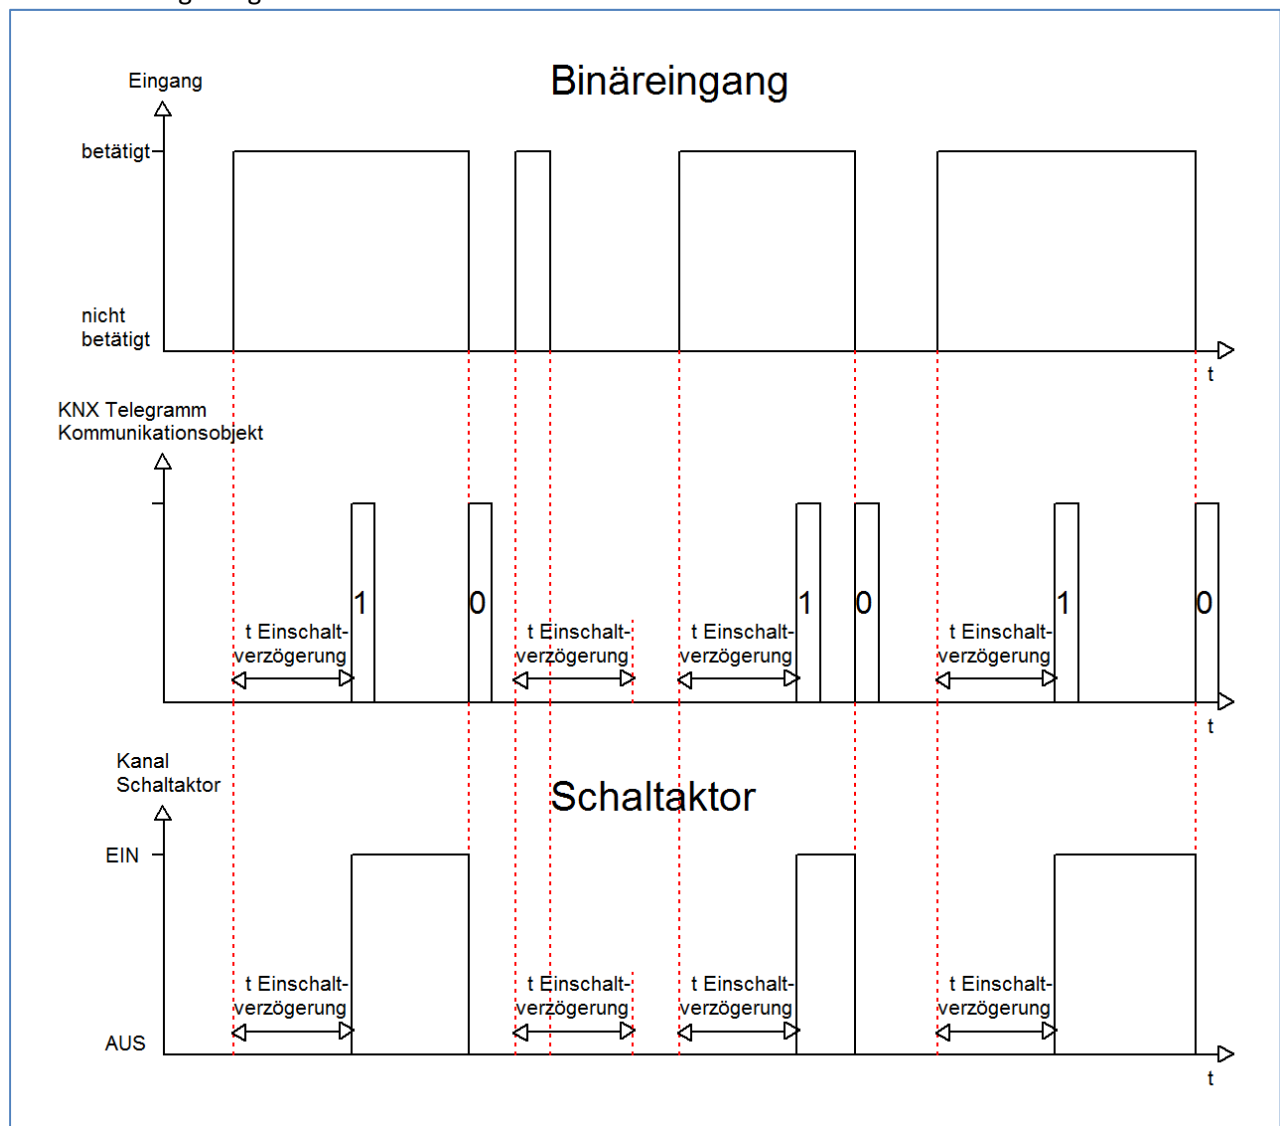 Binäreingang
Eingang
betätigt
nicht
betätigt
t
KNX Telegramm
Kommunikationsobjekt
1
0
1
0
1
0
t Einschalt-
verzögerung
t Einschalt-
verzögerung
t Einschalt-
verzögerung
t Einschalt-
verzögerung
t
Kanal
Schaltaktor
Schaltaktor
EIN
t Einschalt-
verzögerung
t Einschalt-
verzögerung
t Einschalt-
verzögerung
t Einschalt-
verzögerung
AUS
t